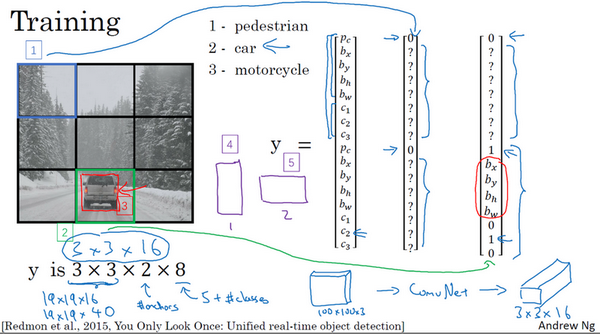 Training
1 - pedestrian
2 - car
3 - motorcycle
1
2
3
4
1
5
2
y =
p_c
b_x
b_y
b_h
b_w
c_1
c_2
c_3
p_c
b_x
b_y
b_h
b_w
c_1
c_2
c_3
0
?
?
?
?
?
?
?
0
?
?
?
?
?
?
?
0
?
?
?
?
?
?
?
1
b_x
b_y
b_h
b_w
0
1
0
3 × 3 × 16
y is 3 × 3 × 2 × 8
19×19×16
19×19×40
#anchors
5 + #classes
100×100×3
ConvNet
3×3×16
[Redmon et al., 2015, You Only Look Once: Unified real-time object detection]
Andrew Ng